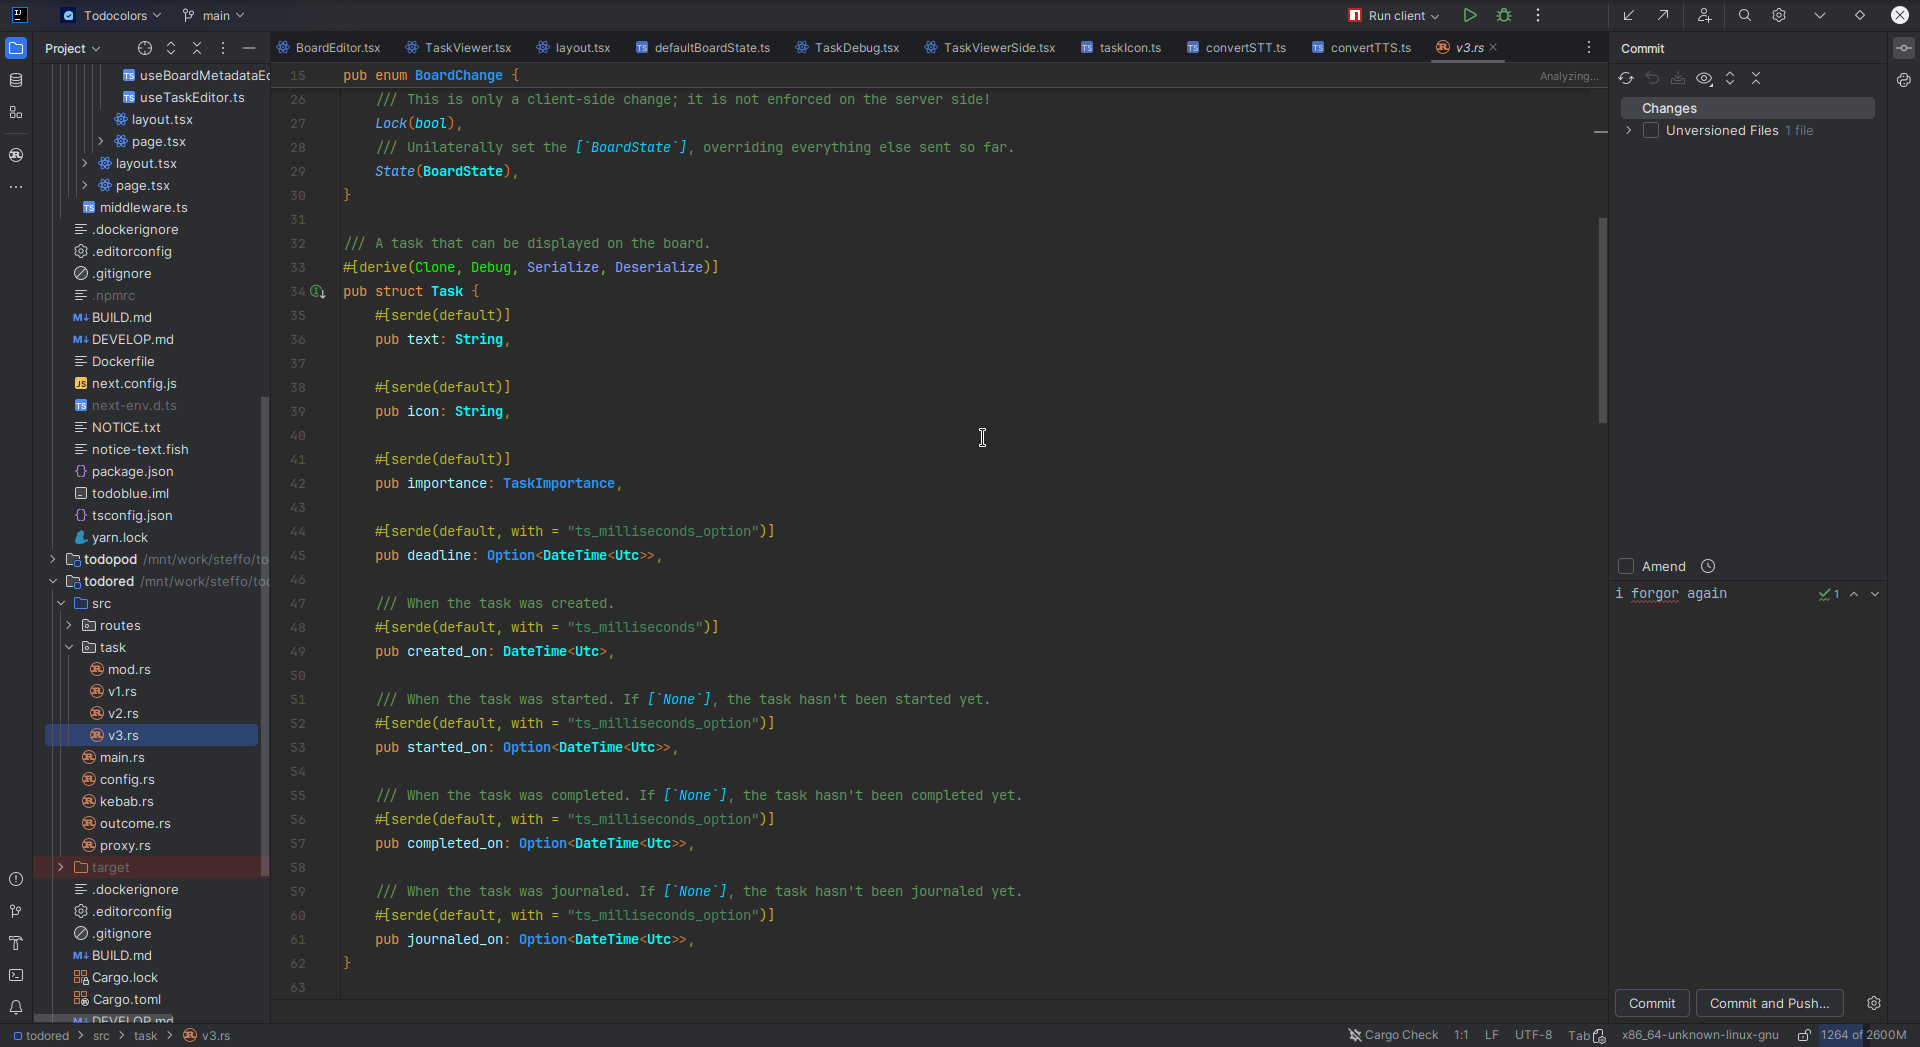 Todocolors
main
Run client
Project
BoardEditor.tsx
TaskViewer.tsx
layout.tsx
defaultBoardState.ts
TaskDebug.tsx
TaskViewerSide.tsx
taskIcon.ts
convertSTT.ts
convertTTS.ts
v3.rs
Commit
useBoardMetadataEd
useTaskEditor.ts
layout.tsx
page.tsx
layout.tsx
page.tsx
middleware.ts
.dockerignore
.editorconfig
.gitignore
.npmrc
BUILD.md
DEVELOP.md
Dockerfile
next.config.js
next-env.d.ts
NOTICE.txt
notice-text.fish
package.json
todoblue.iml
tsconfig.json
yarn.lock
todopod /mnt/work/steffo/to
todored /mnt/work/steffo/too
src
routes
task
mod.rs
v1.rs
v2.rs
v3.rs
main.rs
config.rs
kebab.rs
outcome.rs
proxy.rs
target
.dockerignore
.editorconfig
.gitignore
BUILD.md
Cargo.lock
Cargo.toml
DEVELOP.md
15 pub enum BoardChange {
Analyzing...
26 /// This is only a client-side change; it is not enforced on the server side!
27 Lock(bool),
28 /// Unilaterally set the [`BoardState`], overriding everything else sent so far.
29 State(BoardState),
30 }
31
32 /// A task that can be displayed on the board.
33 #[derive(Clone, Debug, Serialize, Deserialize)]
34 pub struct Task {
35 #[serde(default)]
36 pub text: String,
37
38 #[serde(default)]
39 pub icon: String,
40
41 #[serde(default)]
42 pub importance: TaskImportance,
43
44 #[serde(default, with = "ts_milliseconds_option")]
45 pub deadline: Option<DateTime<Utc>>,
46
47 /// When the task was created.
48 #[serde(default, with = "ts_milliseconds")]
49 pub created_on: DateTime<Utc>,
50
51 /// When the task was started. If [`None`], the task hasn't been started yet.
52 #[serde(default, with = "ts_milliseconds_option")]
53 pub started_on: Option<DateTime<Utc>>,
54
55 /// When the task was completed. If [`None`], the task hasn't been completed yet.
56 #[serde(default, with = "ts_milliseconds_option")]
57 pub completed_on: Option<DateTime<Utc>>,
58
59 /// When the task was journaled. If [`None`], the task hasn't been journaled yet.
60 #[serde(default, with = "ts_milliseconds_option")]
61 pub journaled_on: Option<DateTime<Utc>>,
62 }
63
Changes
Unversioned Files 1 file
Amend
i forgor again
1
Commit
Commit and Push...
todored > src > task > v3.rs
Cargo Check
1:1
LF
UTF-8
Tab
x86_64-unknown-linux-gnu
1264 of 2600M